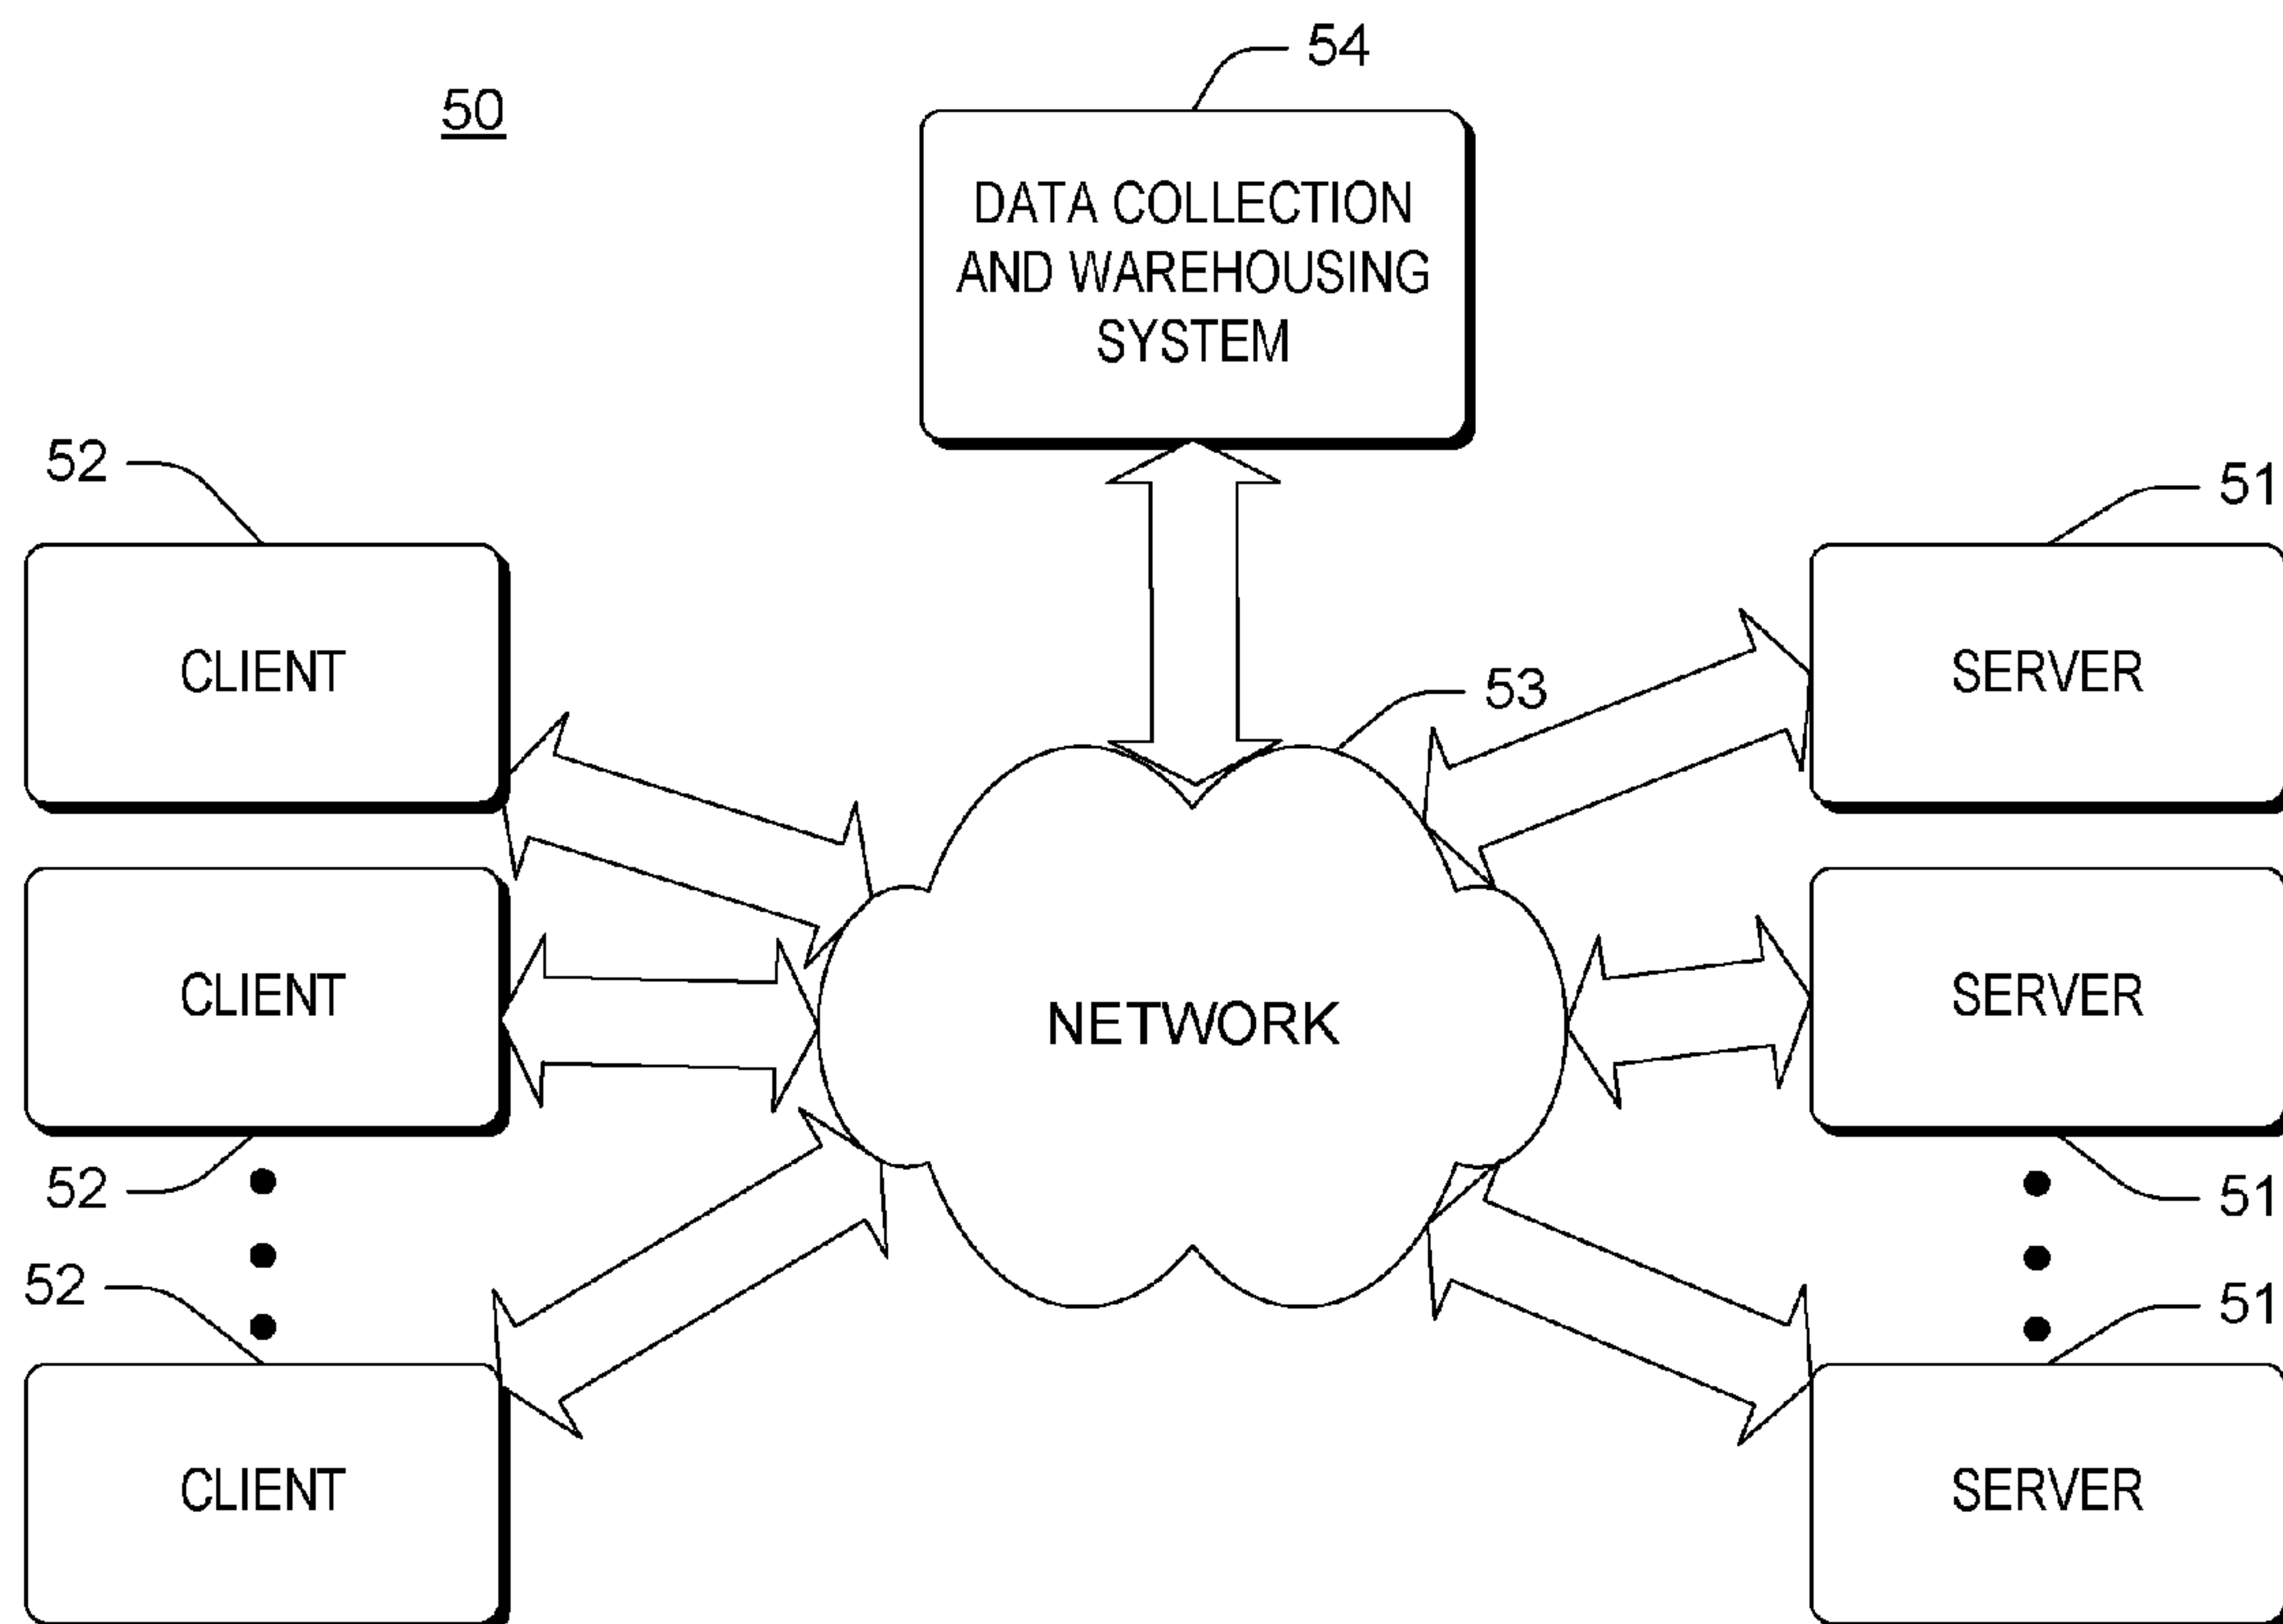 54
50
DATA COLLECTION
AND WAREHOUSING
SYSTEM
52
51
CLIENT
SERVER
53
CLIENT
NETWORK
SERVER
52
51
52
51
CLIENT
SERVER